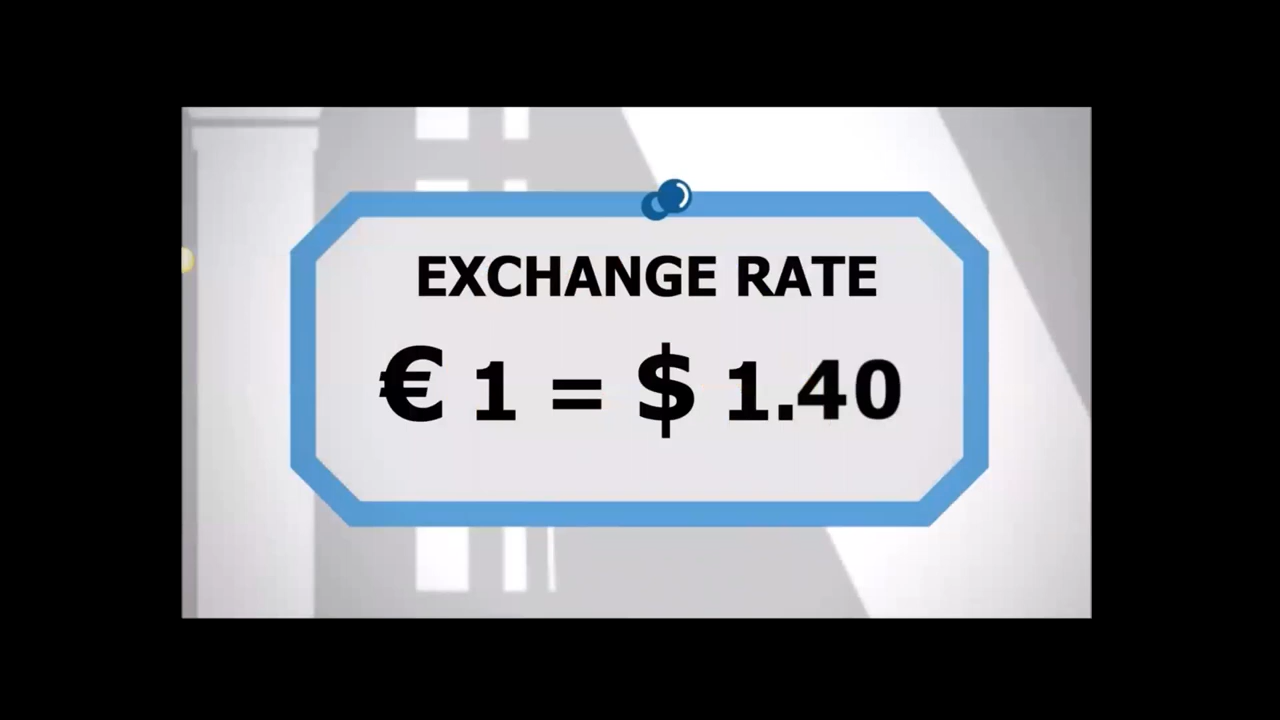 EXCHANGE RATE
€ 1 = $ 1.40